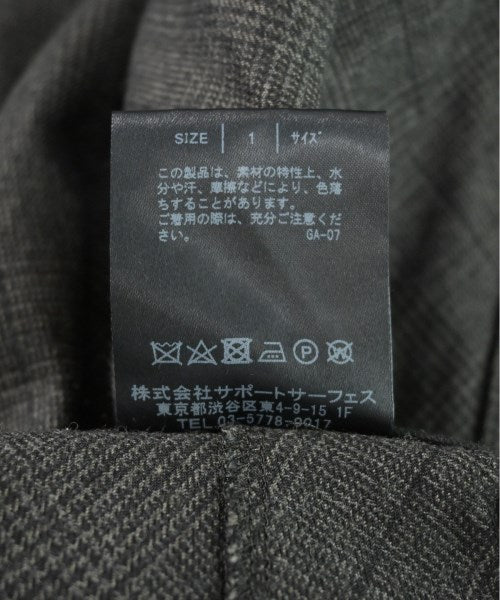 SIZE 1 サイズ
この製品は、素材の特性上、水
分や汗、摩擦などにより、色落
ちすることがあります。
ご着用の際は、充分ご注意くだ
さい。 GA-07
株式会社サポートサーフェス
東京都渋谷区東4-9-15 1F
TEL 03-5778-9017